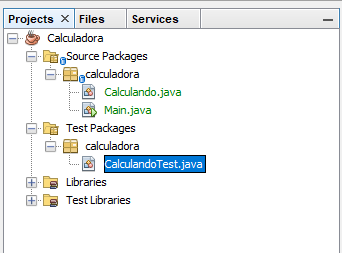 Projects Files Services
Calculadora
Source Packages
calculadora
Calculando.java
Main.java
Test Packages
calculadora
CalculandoTest.java
Libraries
Test Libraries